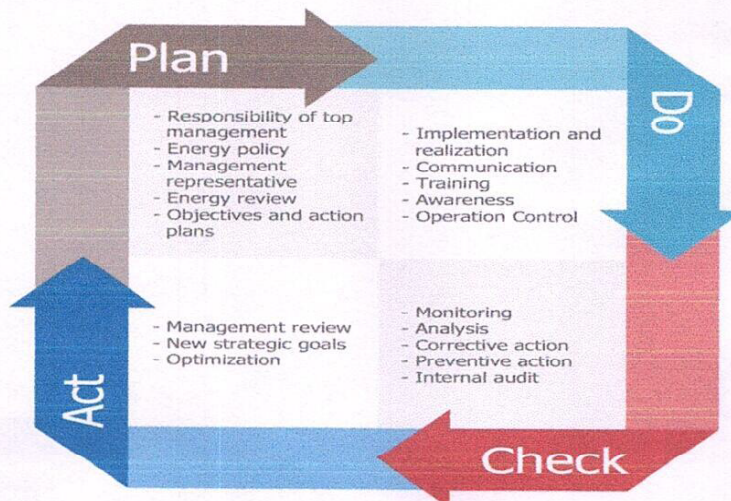 Plan
- Responsibility of top
management
- Energy policy
- Management
representative
- Energy review
- Objectives and action
plans
Do
- Implementation and
realization
- Communication
- Training
- Awareness
- Operation Control
Act
- Management review
- New strategic goals
- Optimization
- Monitoring
- Analysis
- Corrective action
- Preventive action
- Internal audit
Check